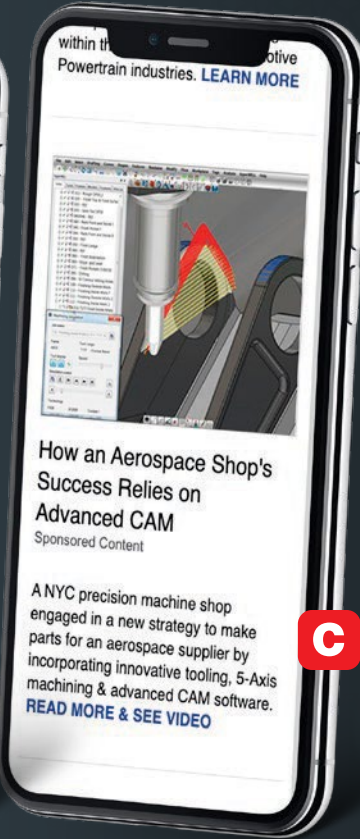 within th
otive
Powertrain industries. LEARN MORE
How an Aerospace Shop's
Success Relies on
Advanced CAM
Sponsored Content
A NYC precision machine shop
engaged in a new strategy to make
parts for an aerospace supplier by
incorporating innovative tooling, 5-Axis
machining & advanced CAM software.
READ MORE & SEE VIDEO
C